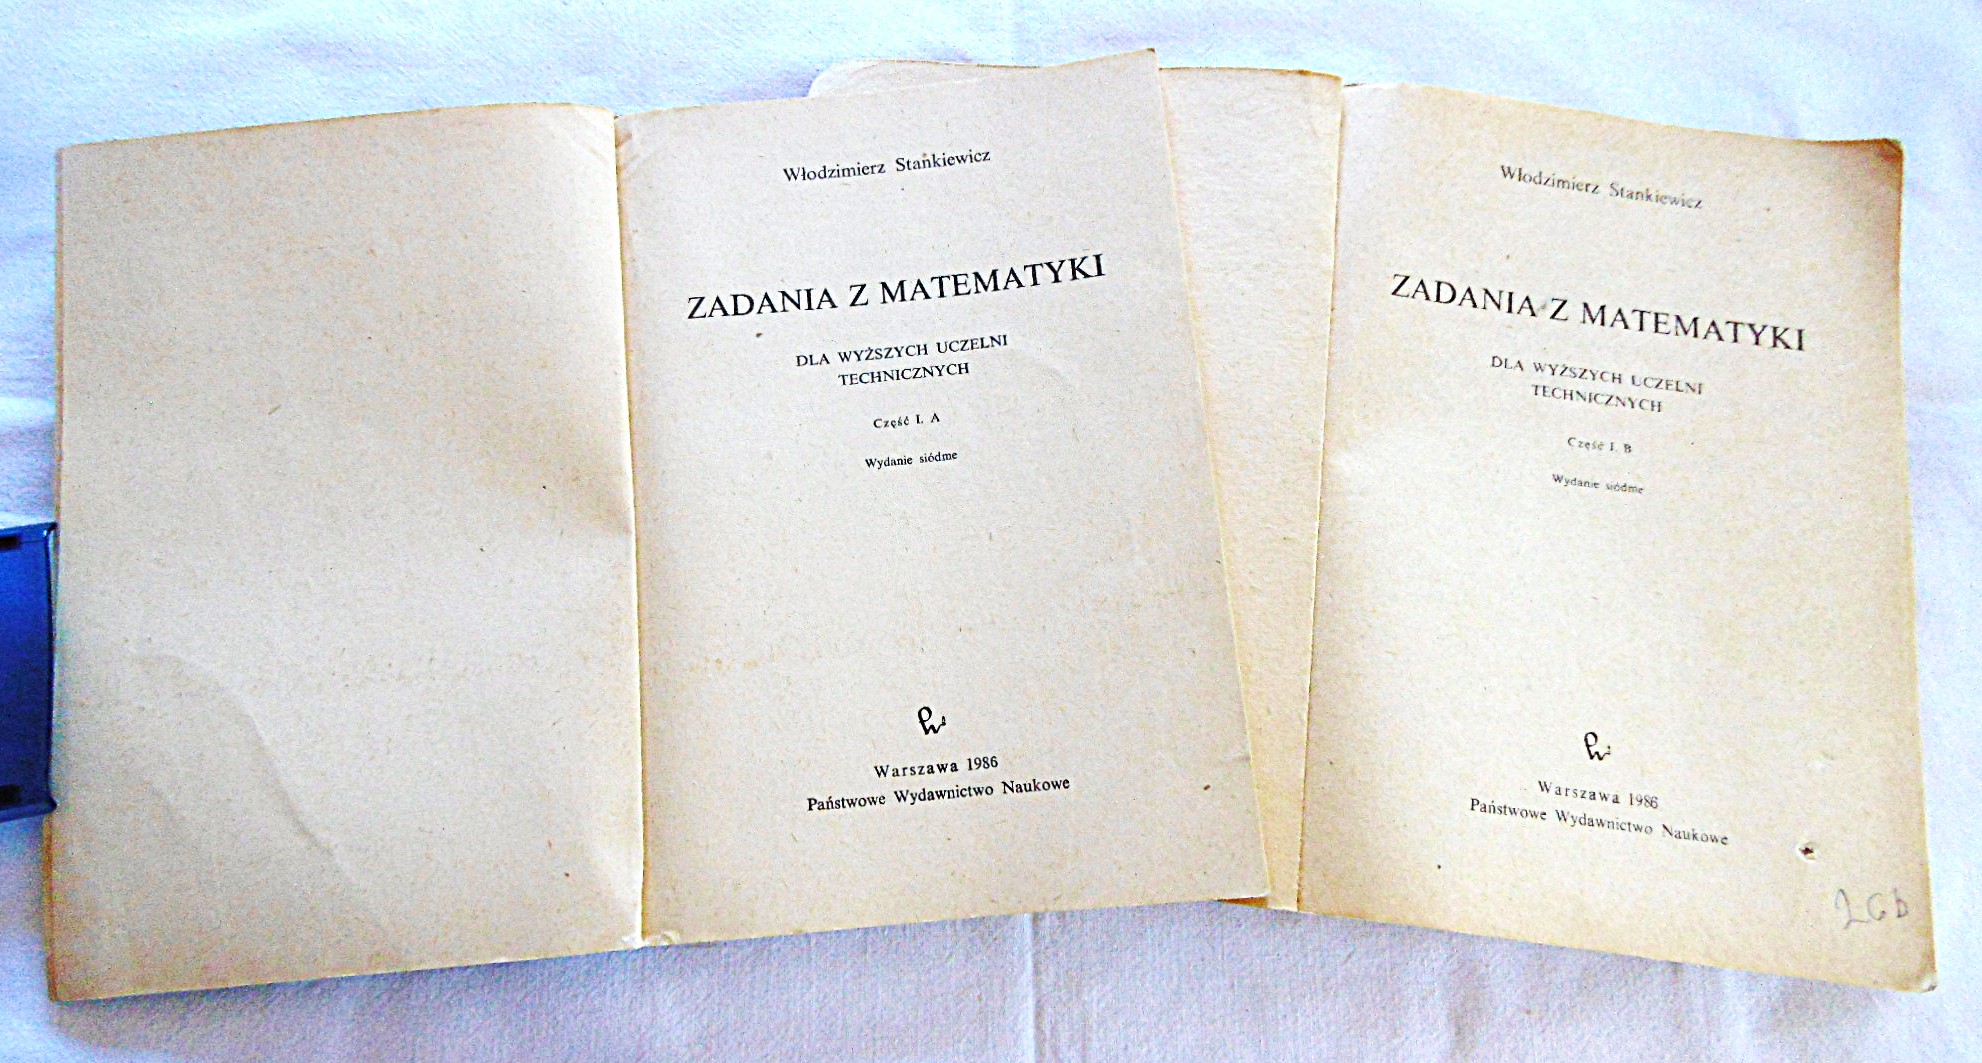 Włodzimierz Stankiewicz
ZADANIA Z MATEMATYKI
DLA WYŻSZYCH UCZELNI
TECHNICZNYCH
Część I. A
Wydanie siódme
Warszawa 1986
Państwowe Wydawnictwo Naukowe
Włodzimierz Stankiewicz
ZADANIA Z MATEMATYKI
DLA WYŻSZYCH UCZELNI
TECHNICZNYCH
Część I. B
Wydanie siódme
Warszawa 1986
Państwowe Wydawnictwo Naukowe